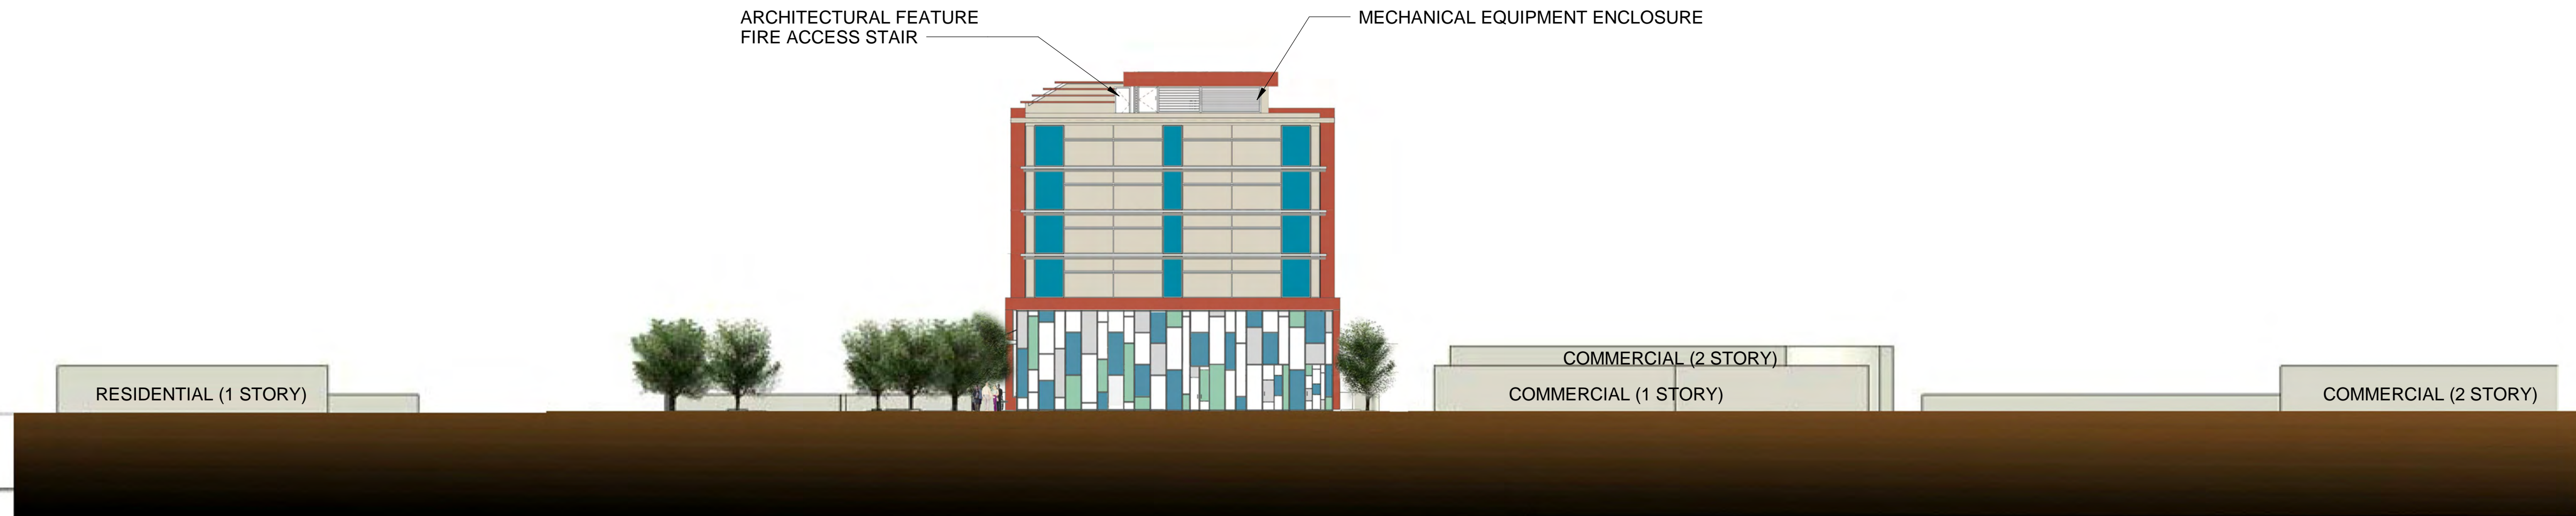 ARCHITECTURAL FEATURE
FIRE ACCESS STAIR
MECHANICAL EQUIPMENT ENCLOSURE
RESIDENTIAL (1 STORY)
COMMERCIAL (2 STORY)
COMMERCIAL (1 STORY)
COMMERCIAL (2 STORY)